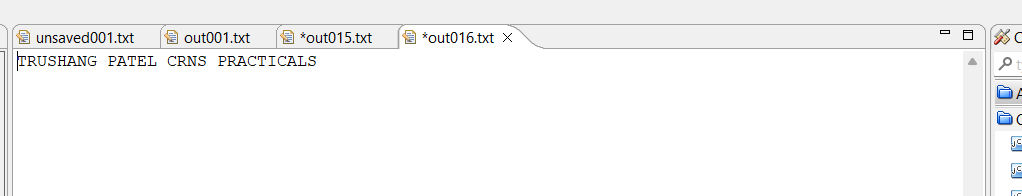 unsaved001.txt out001.txt *out015.txt *out016.txt
TRUSHANG PATEL CRNS PRACTICALS